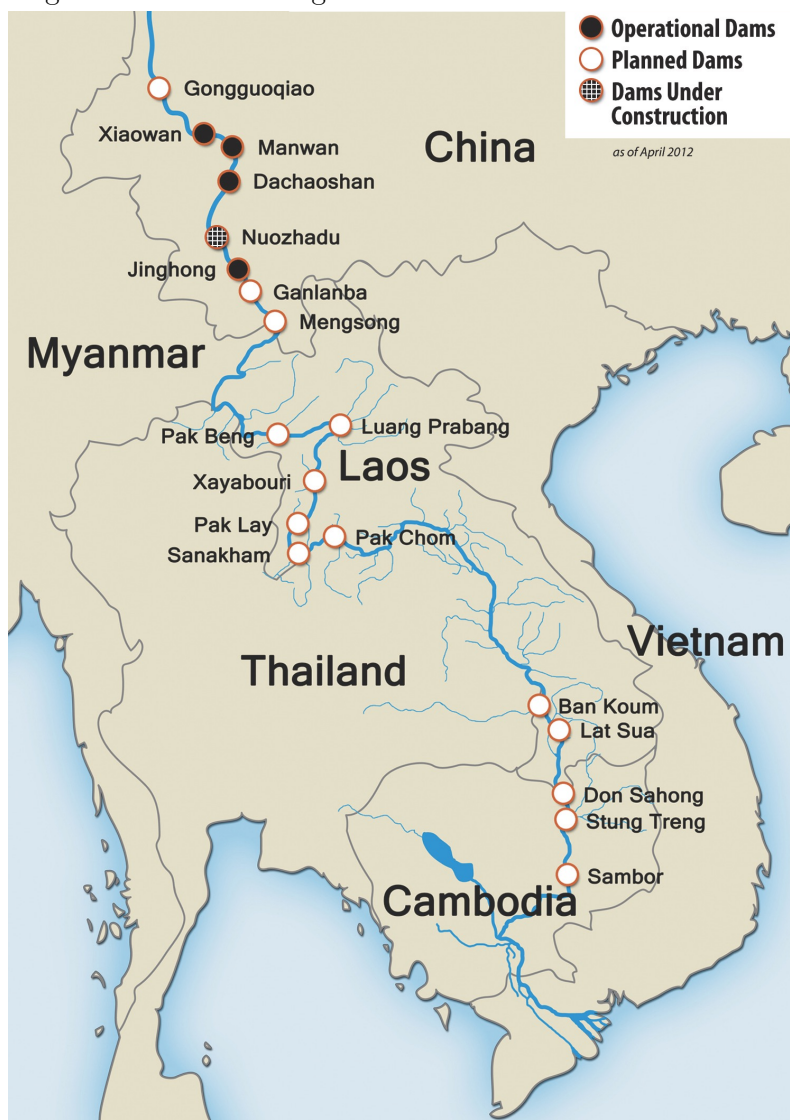 Operational Dams
Planned Dams
Dams Under
Construction
as of April 2012
Gongguoqiao
Xiaowan
Manwan
China
Dachaoshan
Nuozhadu
Jinghong
Ganlanba
Mengsong
Myanmar
Pak Beng
Luang Prabang
Laos
Xayabouri
Pak Lay
Pak Chom
Sanakham
Vietnam
Thailand
Ban Koum
Lat Sua
Don Sahong
Stung Treng
Sambor
Cambodia